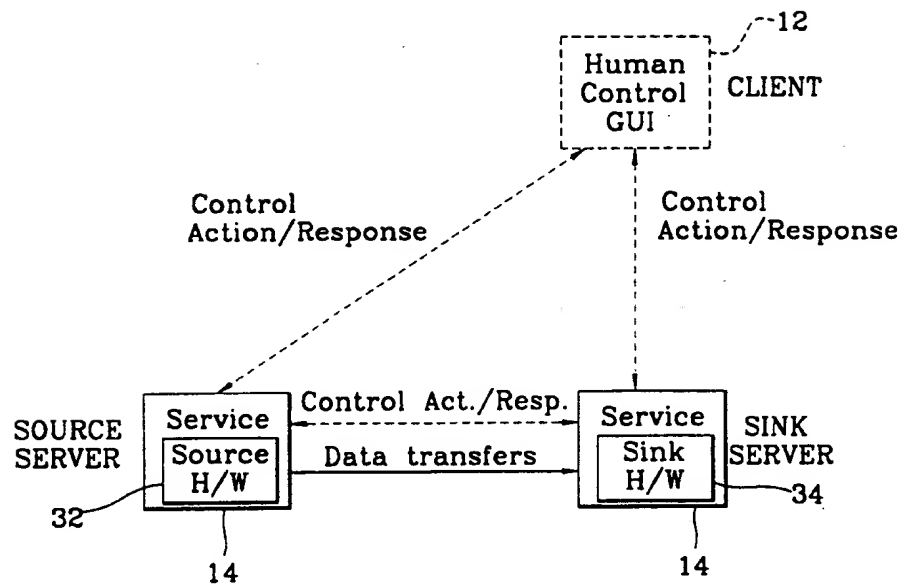 12
Human
Control
GUI
CLIENT
Control
Action/Response
Control
Action/Response
SOURCE
SERVER
Service
Source
H/W
Control Act./Resp.
Data transfers
Service
Sink
H/W
SINK
SERVER
32
34
14
14